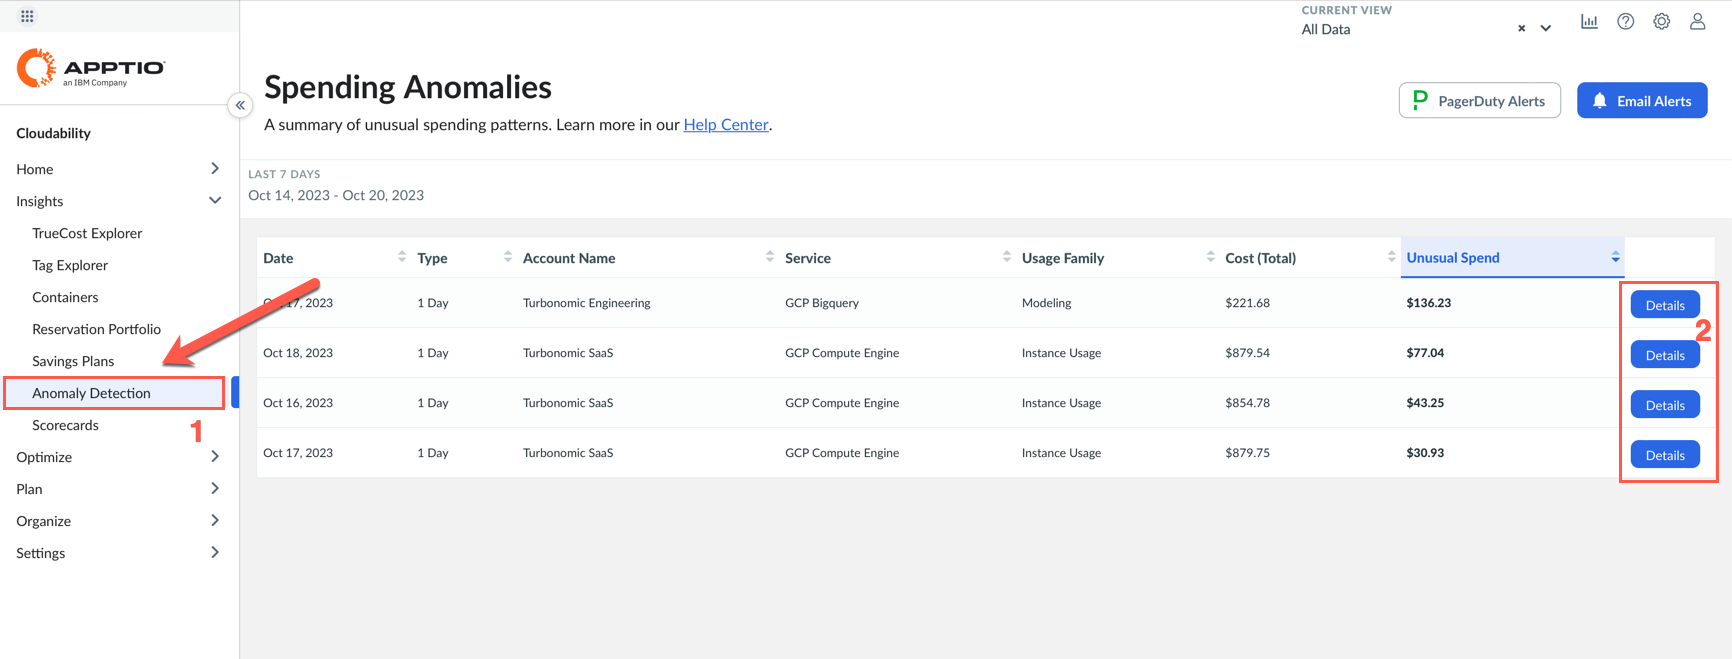 CURRENT VIEW
All Data
APPTIO
an IBM Company
Spending Anomalies
PagerDuty Alerts
Email Alerts
A summary of unusual spending patterns. Learn more in our Help Center.
Cloudability
Home
Insights
TrueCost Explorer
Tag Explorer
Containers
Reservation Portfolio
Savings Plans
Anomaly Detection
1
Scorecards
Optimize
Plan
Organize
Settings
LAST 7 DAYS
Oct 14, 2023 - Oct 20, 2023
Date Type Account Name Service Usage Family Cost (Total) Unusual Spend
17, 2023 1 Day Turbonomic Engineering GCP Bigquery Modeling $221.68 $136.23 Details
2
Oct 18, 2023 1 Day Turbonomic SaaS GCP Compute Engine Instance Usage $879.54 $77.04 Details
Oct 16, 2023 1 Day Turbonomic SaaS GCP Compute Engine Instance Usage $854.78 $43.25 Details
Oct 17, 2023 1 Day Turbonomic SaaS GCP Compute Engine Instance Usage $879.75 $30.93 Details